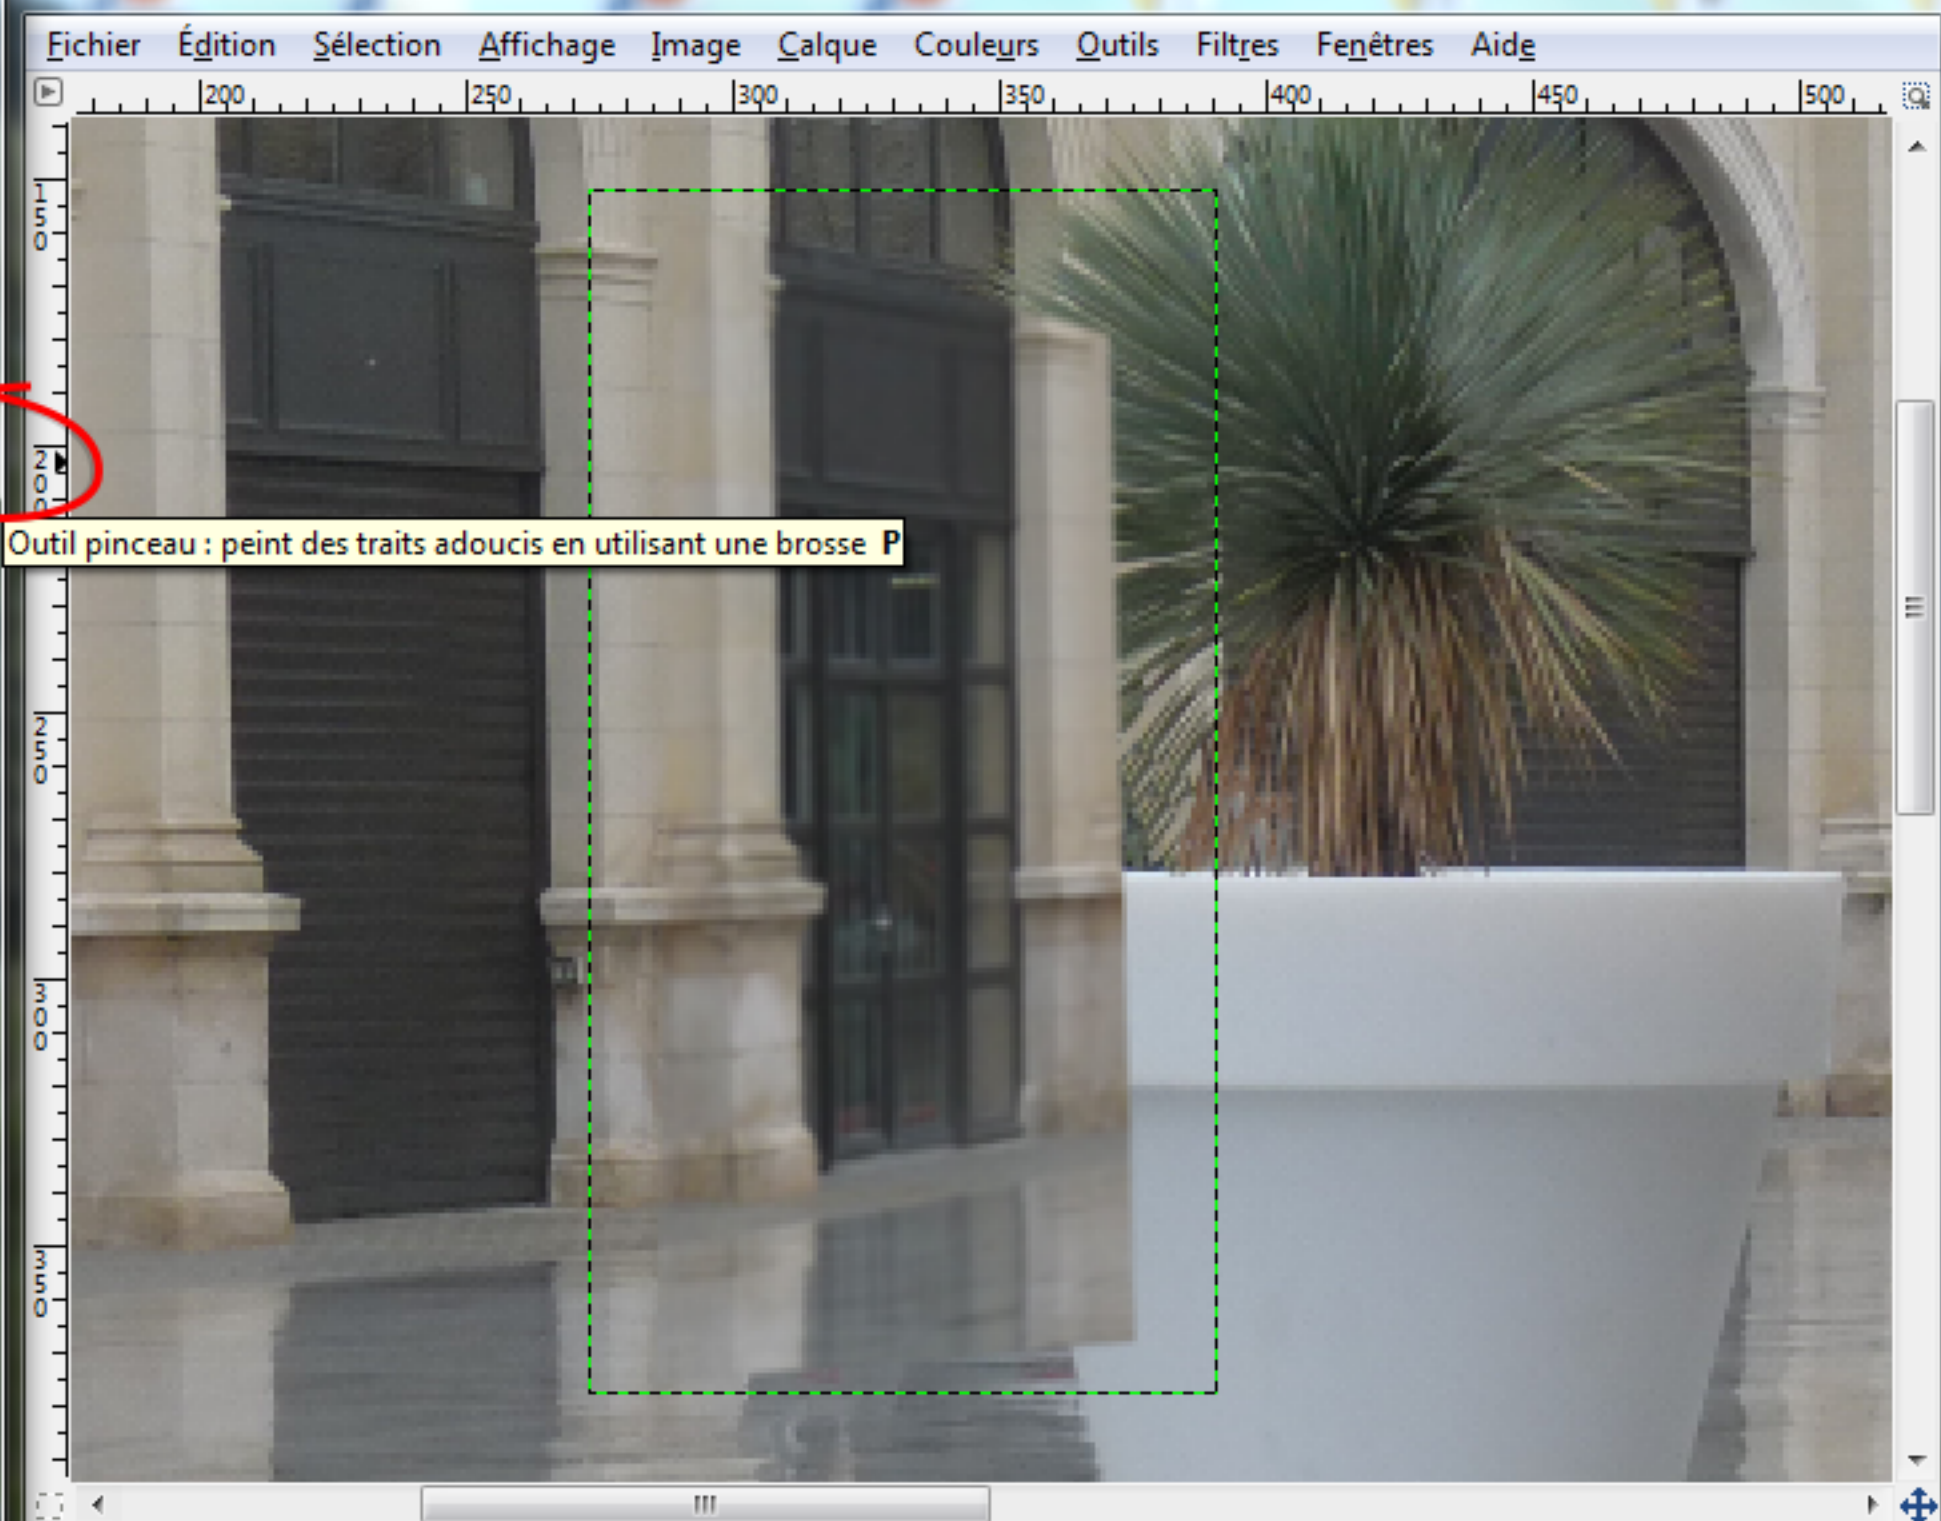 Fichier Édition Sélection Affichage Image Calque Couleurs Outils Filtres Fenêtres Aide
200 250 300 350 400 450 500
150
200
Outil pinceau : peint des traits adoucis en utilisant une brosse P
250
300
350